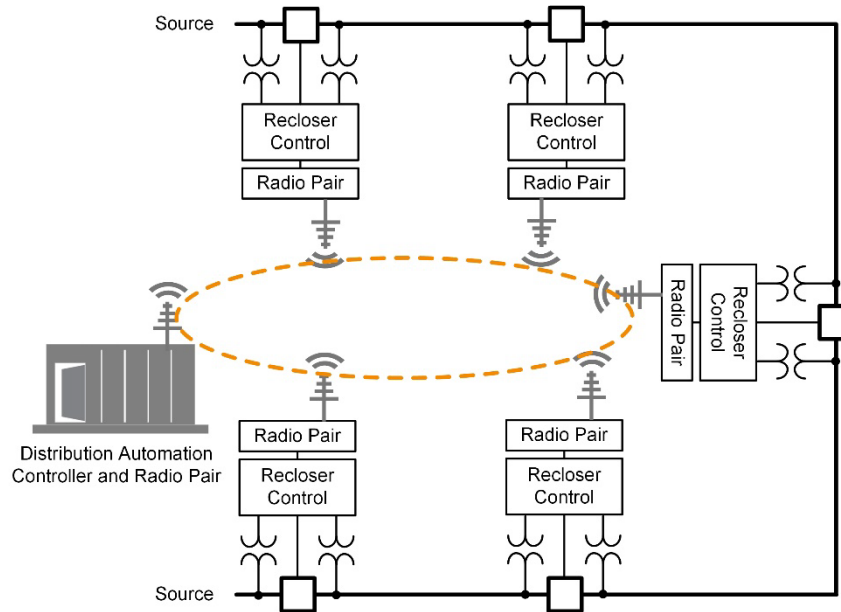 Source
Recloser
Control
Radio Pair
Recloser
Control
Radio Pair
Radio Pair
Recloser
Control
Distribution Automation
Controller and Radio Pair
Radio Pair
Recloser
Control
Radio Pair
Recloser
Control
Source